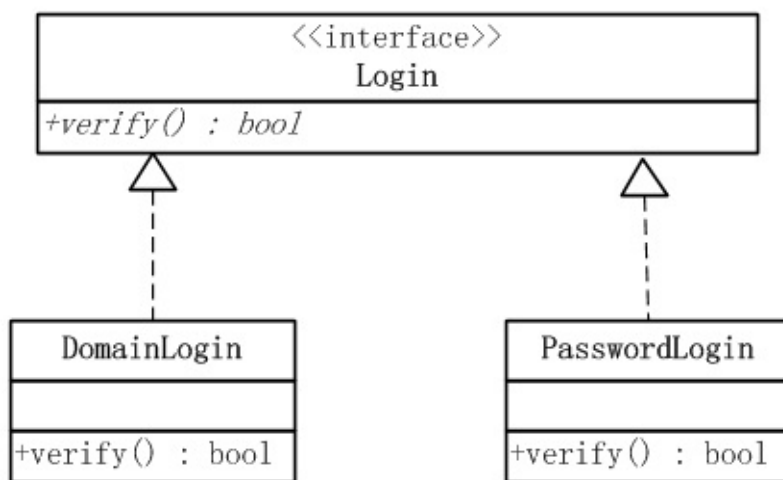 <<interface>>
Login
+verify() : bool
DomainLogin
+verify() : bool
PasswordLogin
+verify() : bool